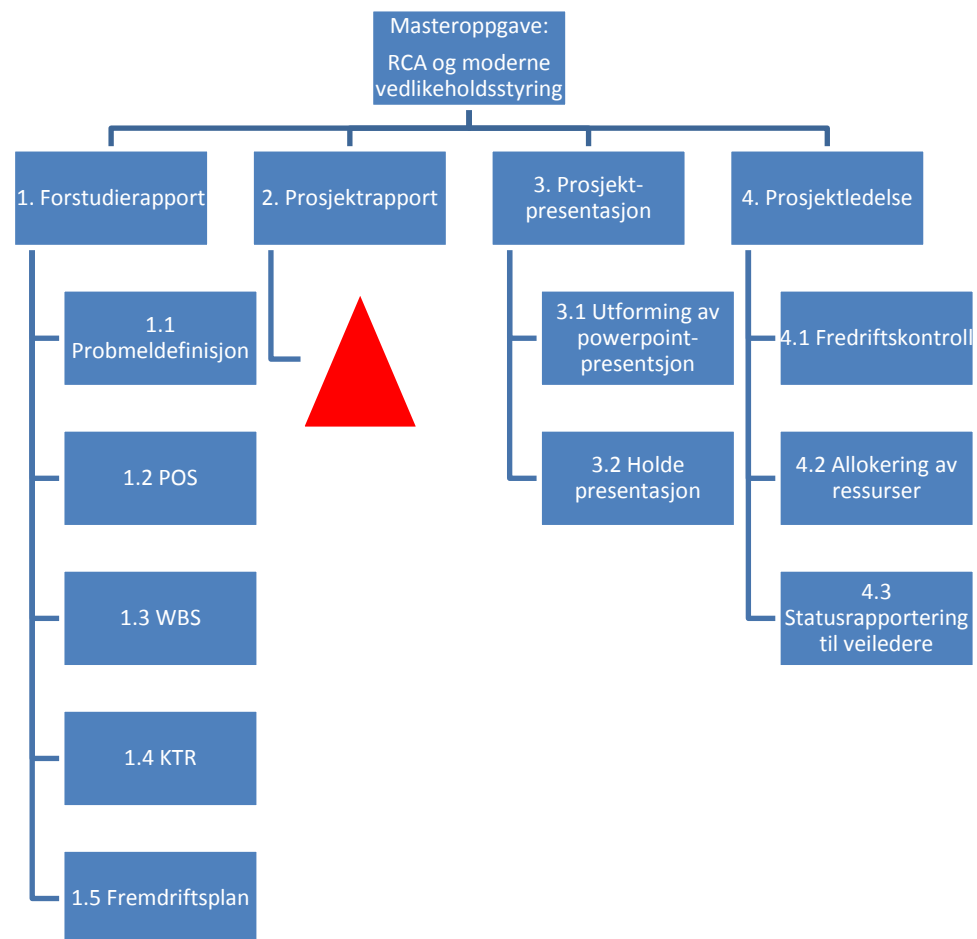 Masteroppgave:
RCA og moderne
vedlikeholdsstyring
1. Forstudierapport
2. Prosjektrapport
3. Prosjekt-
presentasjon
4. Prosjektledelse
1.1
Probmeldefinisjon
1.2 POS
1.3 WBS
1.4 KTR
1.5 Fremdriftsplan
3.1 Utforming av
powerpoint-
presentsjon
3.2 Holde
presentasjon
4.1 Fredriftskontroll
4.2 Allokering av
ressurser
4.3
Statusrapportering
til veiledere